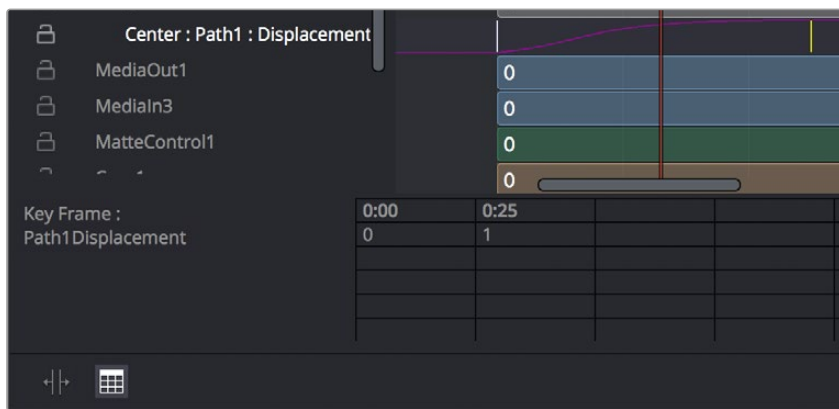 Center : Path1 : Displacement
MediaOut1
0
MediaIn3
0
MatteControl1
0
0
Key Frame :
0:00
0:25
Path1Displacement
0
1